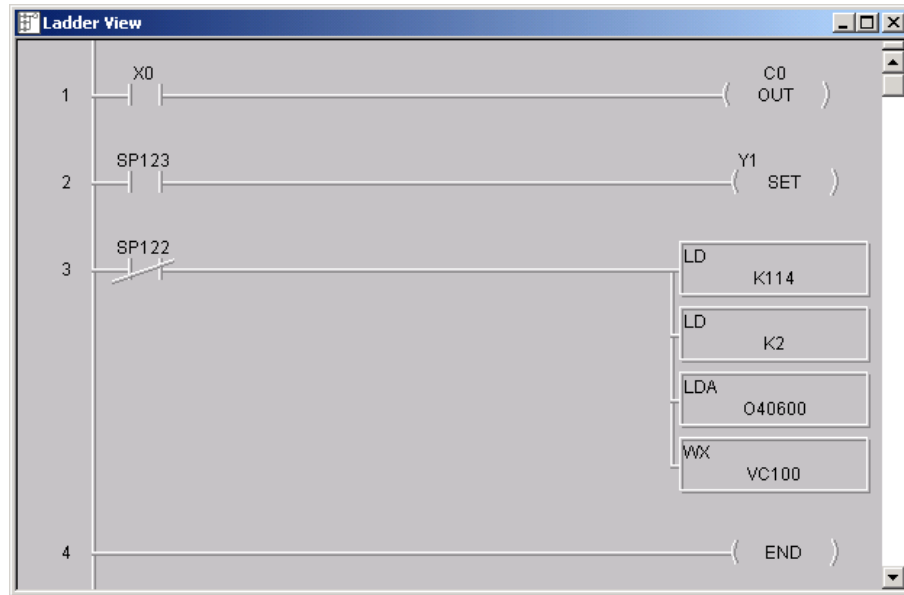 Ladder View
X0
C0
1
OUT
SP123
Y1
2
SET
SP122
3
LD
K114
LD
K2
LDA
O40600
WX
VC100
4
END